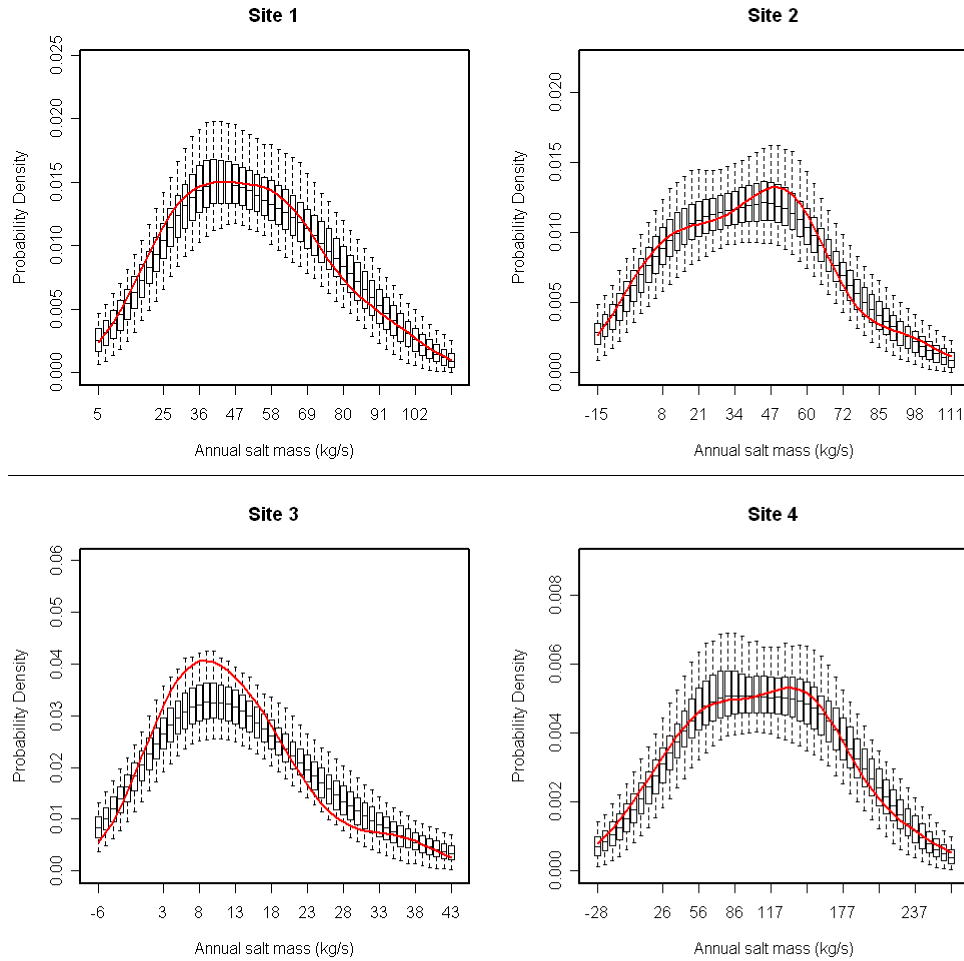 Site 1
Probability Density
0.000 0.005 0.010 0.015 0.020 0.025
5 25 36 47 58 69 80 91 102
Annual salt mass (kg/s)
Site 2
Probability Density
0.000 0.005 0.010 0.015 0.020
-15 8 21 34 47 60 72 85 98 111
Annual salt mass (kg/s)
Site 3
Probability Density
0.00 0.01 0.02 0.03 0.04 0.05 0.06
-6 3 8 13 18 23 28 33 38 43
Annual salt mass (kg/s)
Site 4
Probability Density
0.000 0.002 0.004 0.006 0.008
-28 26 56 86 117 177 237
Annual salt mass (kg/s)